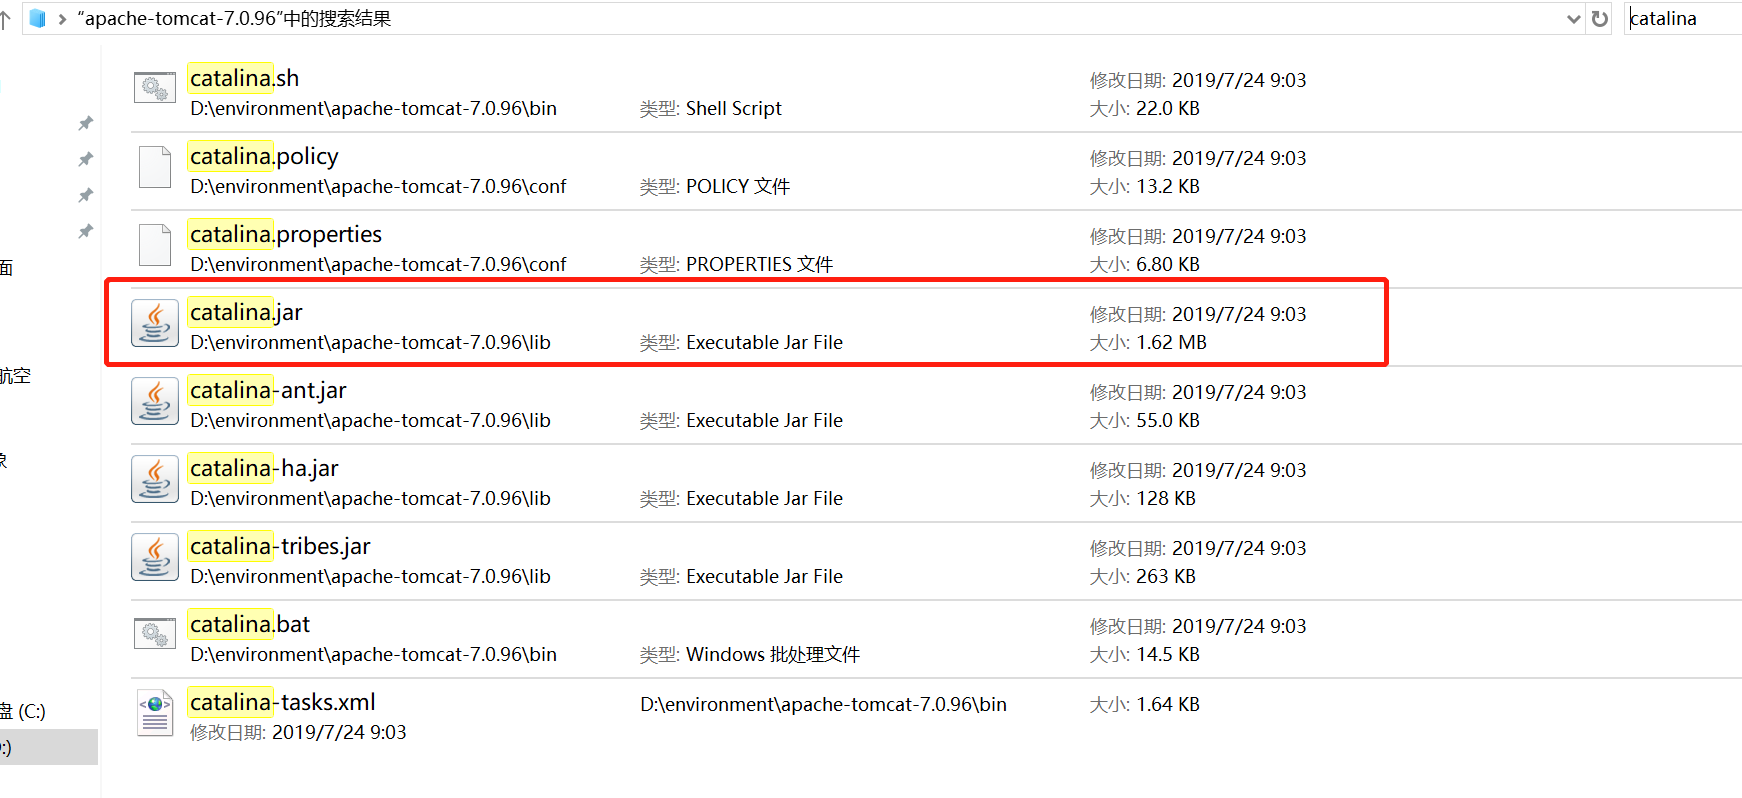 “apache-tomcat-7.0.96”中的搜索结果
catalina
catalina.sh
修改日期: 2019/7/24 9:03
D:\environment\apache-tomcat-7.0.96\bin
类型: Shell Script
大小: 22.0 KB
catalina.policy
修改日期: 2019/7/24 9:03
D:\environment\apache-tomcat-7.0.96\conf
类型: POLICY 文件
大小: 13.2 KB
catalina.properties
修改日期: 2019/7/24 9:03
D:\environment\apache-tomcat-7.0.96\conf
类型: PROPERTIES 文件
大小: 6.80 KB
catalina.jar
修改日期: 2019/7/24 9:03
D:\environment\apache-tomcat-7.0.96\lib
类型: Executable Jar File
大小: 1.62 MB
catalina-ant.jar
修改日期: 2019/7/24 9:03
D:\environment\apache-tomcat-7.0.96\lib
类型: Executable Jar File
大小: 55.0 KB
catalina-ha.jar
修改日期: 2019/7/24 9:03
D:\environment\apache-tomcat-7.0.96\lib
类型: Executable Jar File
大小: 128 KB
catalina-tribes.jar
修改日期: 2019/7/24 9:03
D:\environment\apache-tomcat-7.0.96\lib
类型: Executable Jar File
大小: 263 KB
catalina.bat
修改日期: 2019/7/24 9:03
D:\environment\apache-tomcat-7.0.96\bin
类型: Windows 批处理文件
大小: 14.5 KB
catalina-tasks.xml
D:\environment\apache-tomcat-7.0.96\bin
大小: 1.64 KB
修改日期: 2019/7/24 9:03
面
航空
盘 (C:)
:)